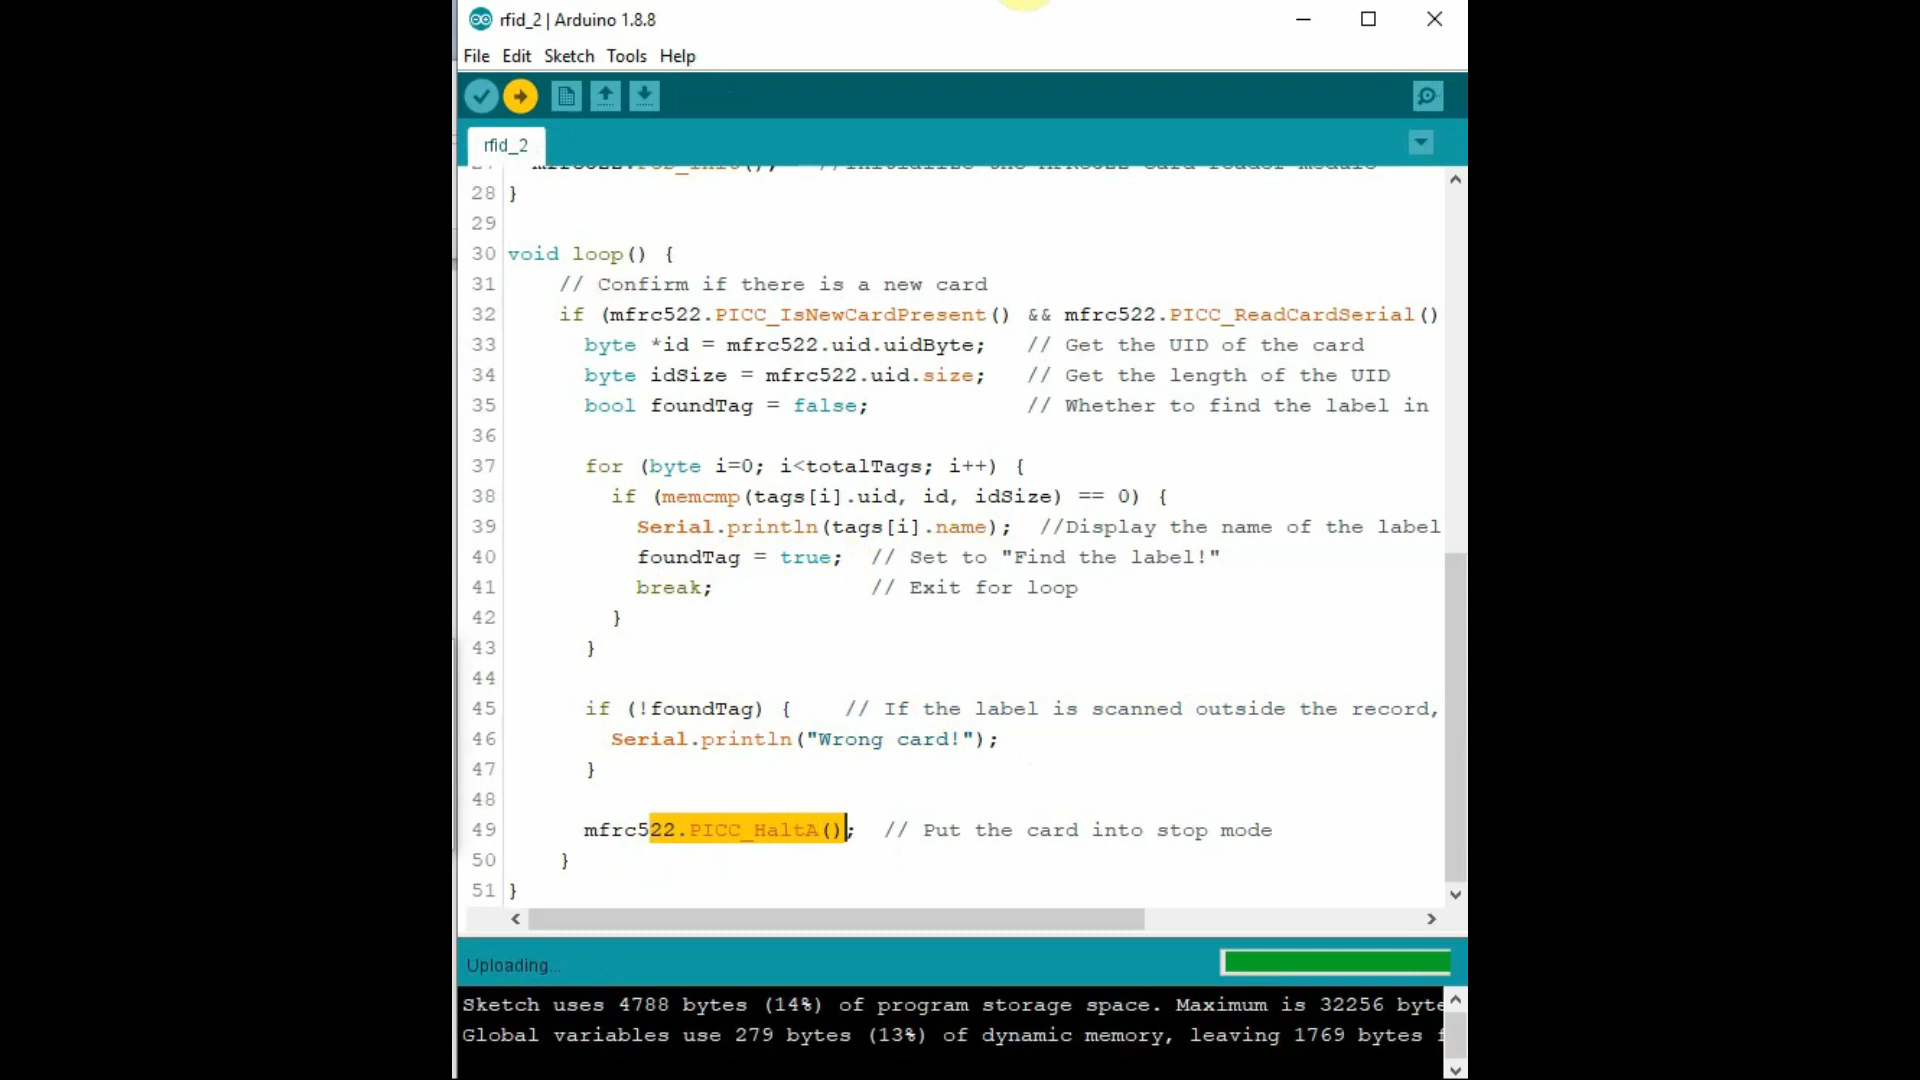 rfid_2 | Arduino 1.8.8
File Edit Sketch Tools Help
rfid_2
28 }
29
30 void loop() {
31 // Confirm if there is a new card
32 if (mfrc522.PICC_IsNewCardPresent() && mfrc522.PICC_ReadCardSerial()
33 byte *id = mfrc522.uid.uidByte; // Get the UID of the card
34 byte idSize = mfrc522.uid.size; // Get the length of the UID
35 bool foundTag = false; // Whether to find the label in
36
37 for (byte i=0; i<totalTags; i++) {
38 if (memcmp(tags[i].uid, id, idSize) == 0) {
39 Serial.println(tags[i].name); //Display the name of the label
40 foundTag = true; // Set to "Find the label!"
41 break; // Exit for loop
42 }
43 }
44
45 if (!foundTag) { // If the label is scanned outside the record,
46 Serial.println("Wrong card!");
47 }
48
49 mfrc522.PICC_HaltA(); // Put the card into stop mode
50 }
51 }
Uploading...
Sketch uses 4788 bytes (14%) of program storage space. Maximum is 32256 byte
Global variables use 279 bytes (13%) of dynamic memory, leaving 1769 bytes